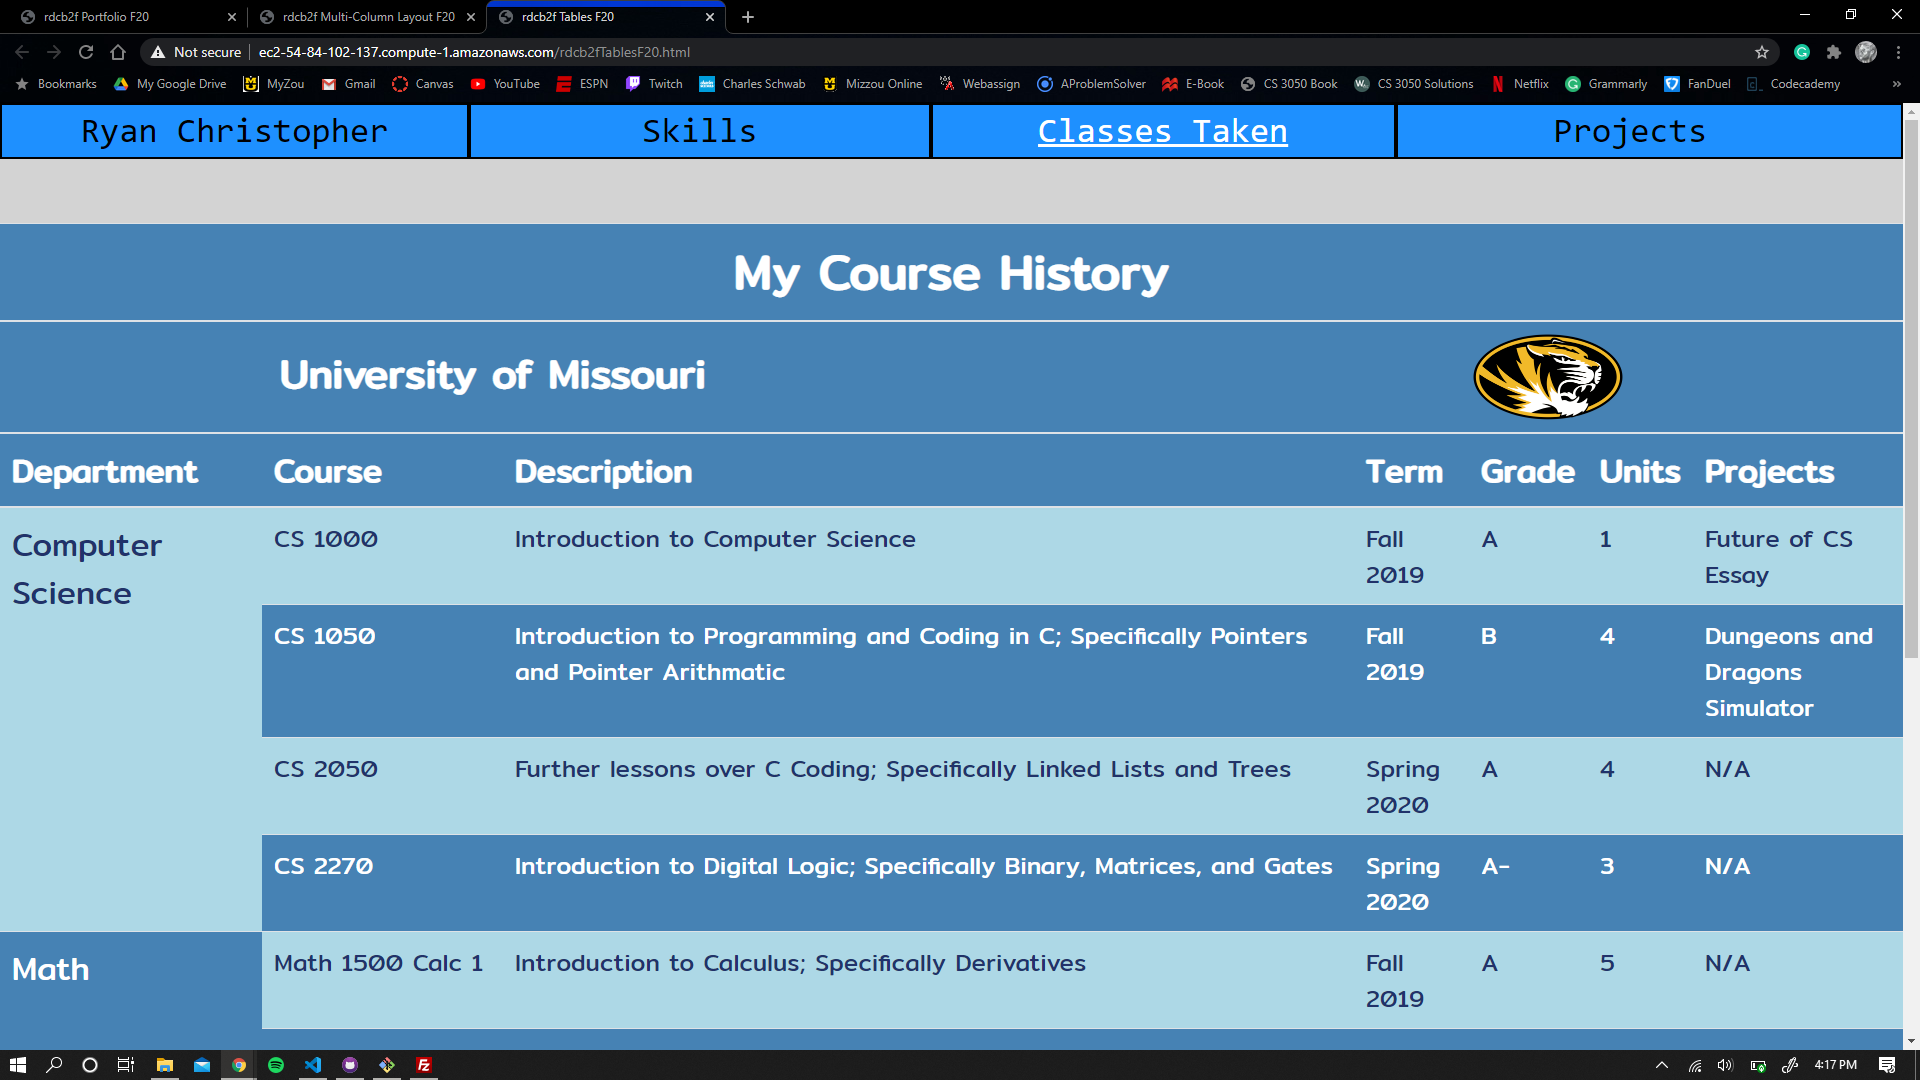 rdcb2f Portfolio F20
rdcb2f Multi-Column Layout F20
rdcb2f Tables F20
Not secure
ec2-54-84-102-137.compute-1.amazonaws.com/rdcb2fTablesF20.html
Bookmarks
My Google Drive
MyZou
Gmail
Canvas
YouTube
ESPN
Twitch
Charles Schwab
Mizzou Online
Webassign
AProblemSolver
E-Book
CS 3050 Book
CS 3050 Solutions
Netflix
Grammarly
FanDuel
Codecademy
Ryan Christopher
Skills
Classes Taken
Projects
My Course History
University of Missouri
Department Course Description Term Grade Units Projects
Computer
Science
CS 1000
Introduction to Computer Science
Fall
2019
A
1
Future of CS
Essay
CS 1050
Introduction to Programming and Coding in C; Specifically Pointers
and Pointer Arithmatic
Fall
2019
B
4
Dungeons and
Dragons
Simulator
CS 2050
Further lessons over C Coding; Specifically Linked Lists and Trees
Spring
2020
A
4
N/A
CS 2270
Introduction to Digital Logic; Specifically Binary, Matrices, and Gates
Spring
2020
A-
3
N/A
Math
Math 1500 Calc 1
Introduction to Calculus; Specifically Derivatives
Fall
2019
A
5
N/A
4:17 PM